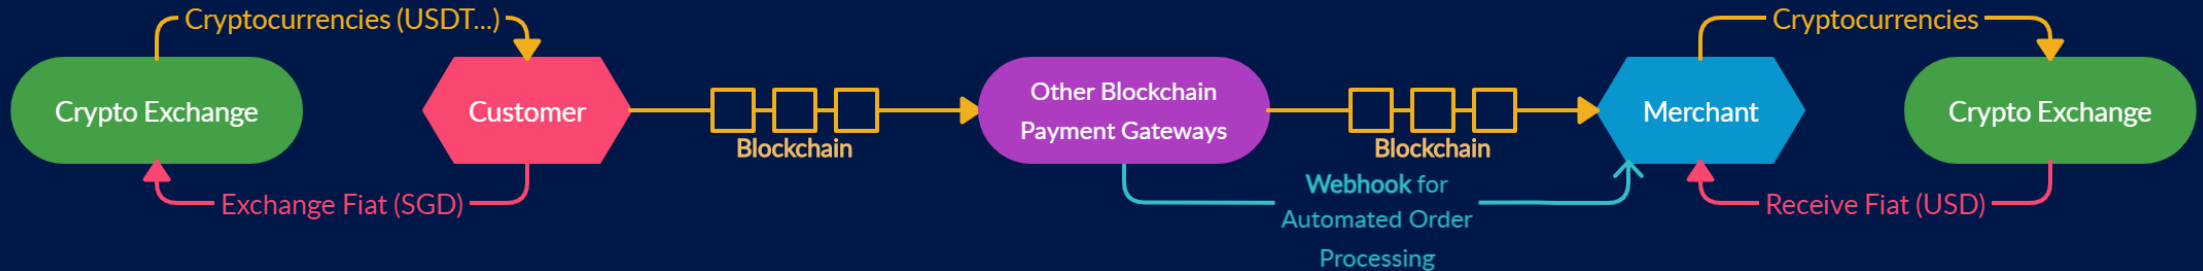 Cryptocurrencies (USDT...)
Cryptocurrencies
Crypto Exchange
Customer
Other Blockchain
Payment Gateways
Merchant
Crypto Exchange
Blockchain
Blockchain
Exchange Fiat (SGD)
Webhook for
Automated Order
Processing
Receive Fiat (USD)